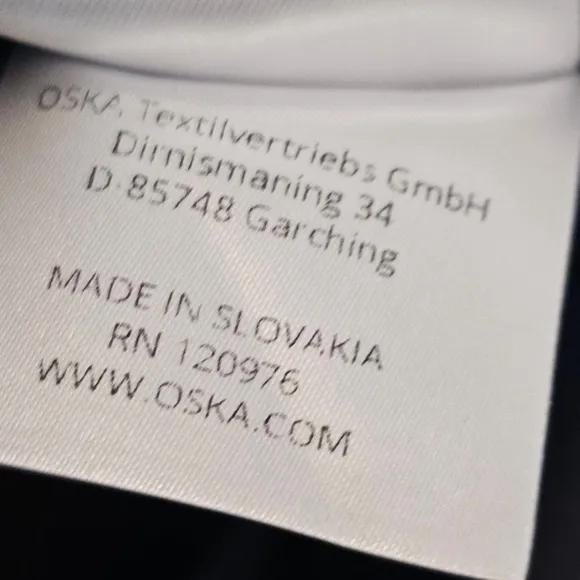 OSKA Textilvertriebs GmbH
Dirnismaning 34
D-85748 Garching
MADE IN SLOVAKIA
RN 120976
WWW.OSKA.COM